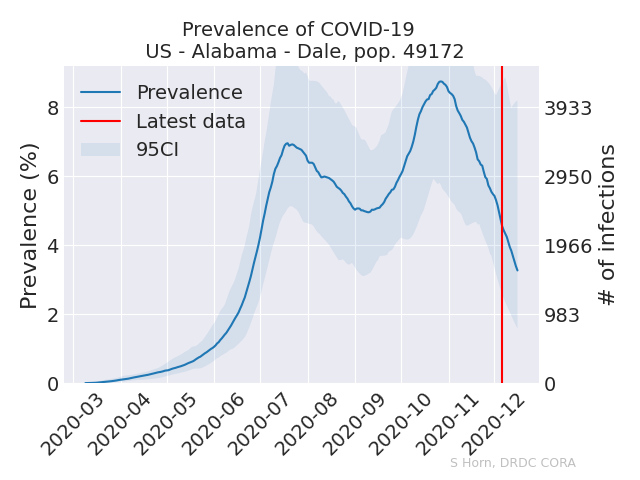 Prevalence of COVID-19
US - Alabama - Dale, pop. 49172
Prevalence
Latest data
95CI
Prevalence (%)
8
6
4
2
0
3933
2950
1966
983
0
# of infections
2020-03
2020-04
2020-05
2020-06
2020-07
2020-08
2020-09
2020-10
2020-11
2020-12
S Horn, DRDC CORA